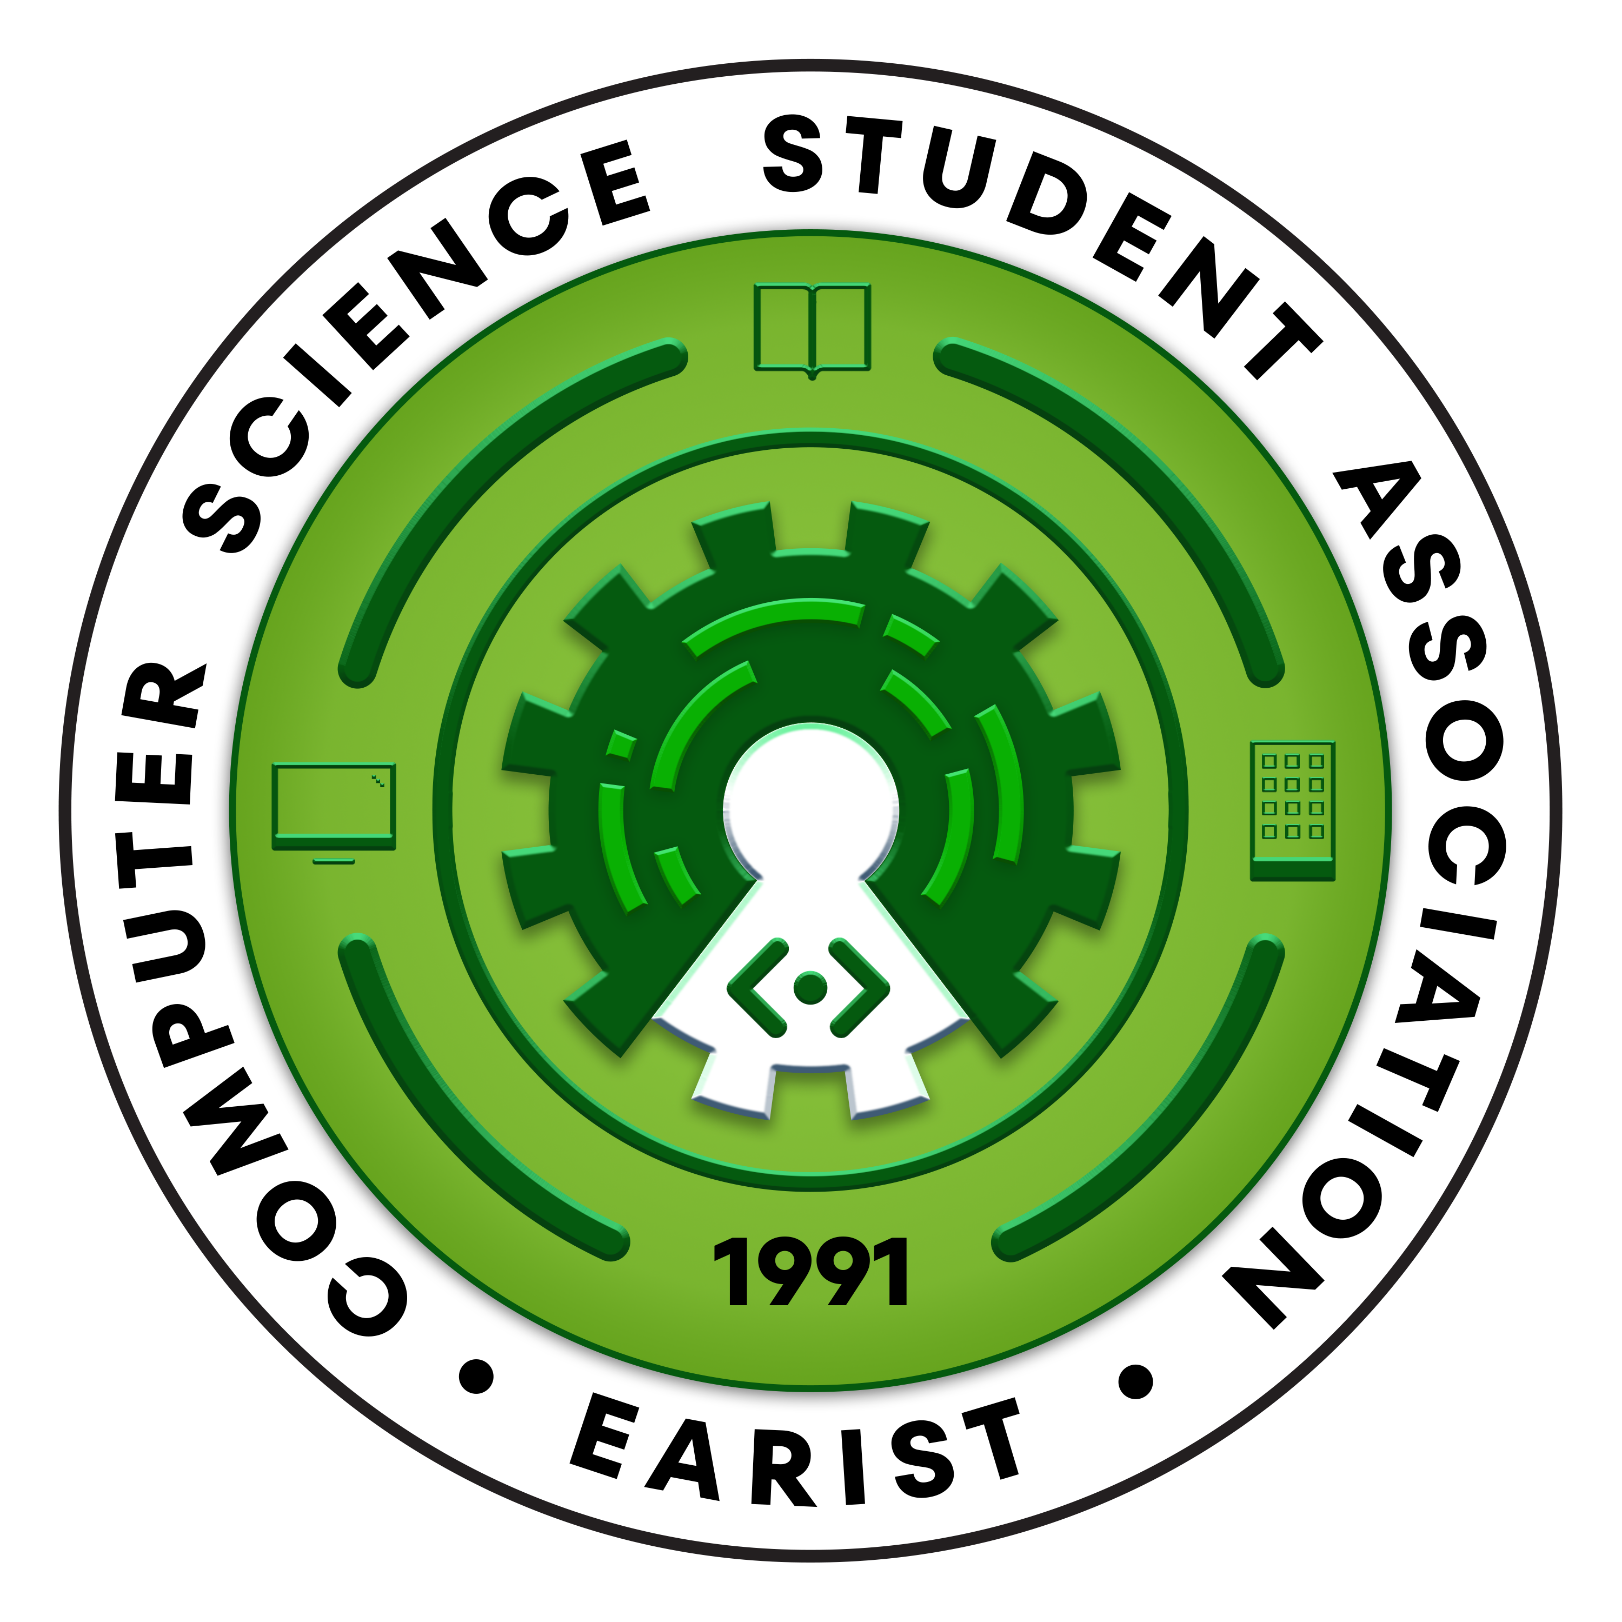 COMPUTER SCIENCE STUDENT ASSOCIATION
1991
• EARIST •